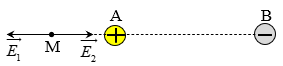 A B
+ −
E₁ M E₂